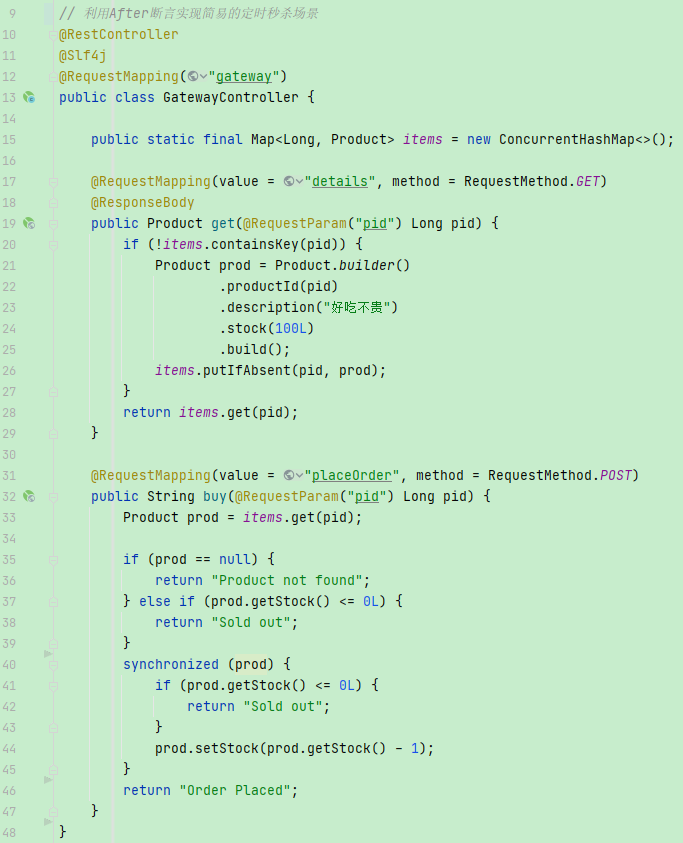 9 // 利用After断言实现简易的定时秒杀场景
10 @RestController
11 @Slf4j
12 @RequestMapping("gateway")
13 public class GatewayController {
14
15     public static final Map<Long, Product> items = new ConcurrentHashMap<>();
16
17     @RequestMapping(value = "details", method = RequestMethod.GET)
18     @ResponseBody
19     public Product get(@RequestParam("pid") Long pid) {
20         if (!items.containsKey(pid)) {
21             Product prod = Product.builder()
22                     .productId(pid)
23                     .description("好吃不贵")
24                     .stock(100L)
25                     .build();
26             items.putIfAbsent(pid, prod);
27         }
28         return items.get(pid);
29     }
30
31     @RequestMapping(value = "placeOrder", method = RequestMethod.POST)
32     public String buy(@RequestParam("pid") Long pid) {
33         Product prod = items.get(pid);
34
35         if (prod == null) {
36             return "Product not found";
37         } else if (prod.getStock() <= 0L) {
38             return "Sold out";
39         }
40         synchronized (prod) {
41             if (prod.getStock() <= 0L) {
42                 return "Sold out";
43             }
44             prod.setStock(prod.getStock() - 1);
45         }
46         return "Order Placed";
47     }
48 }